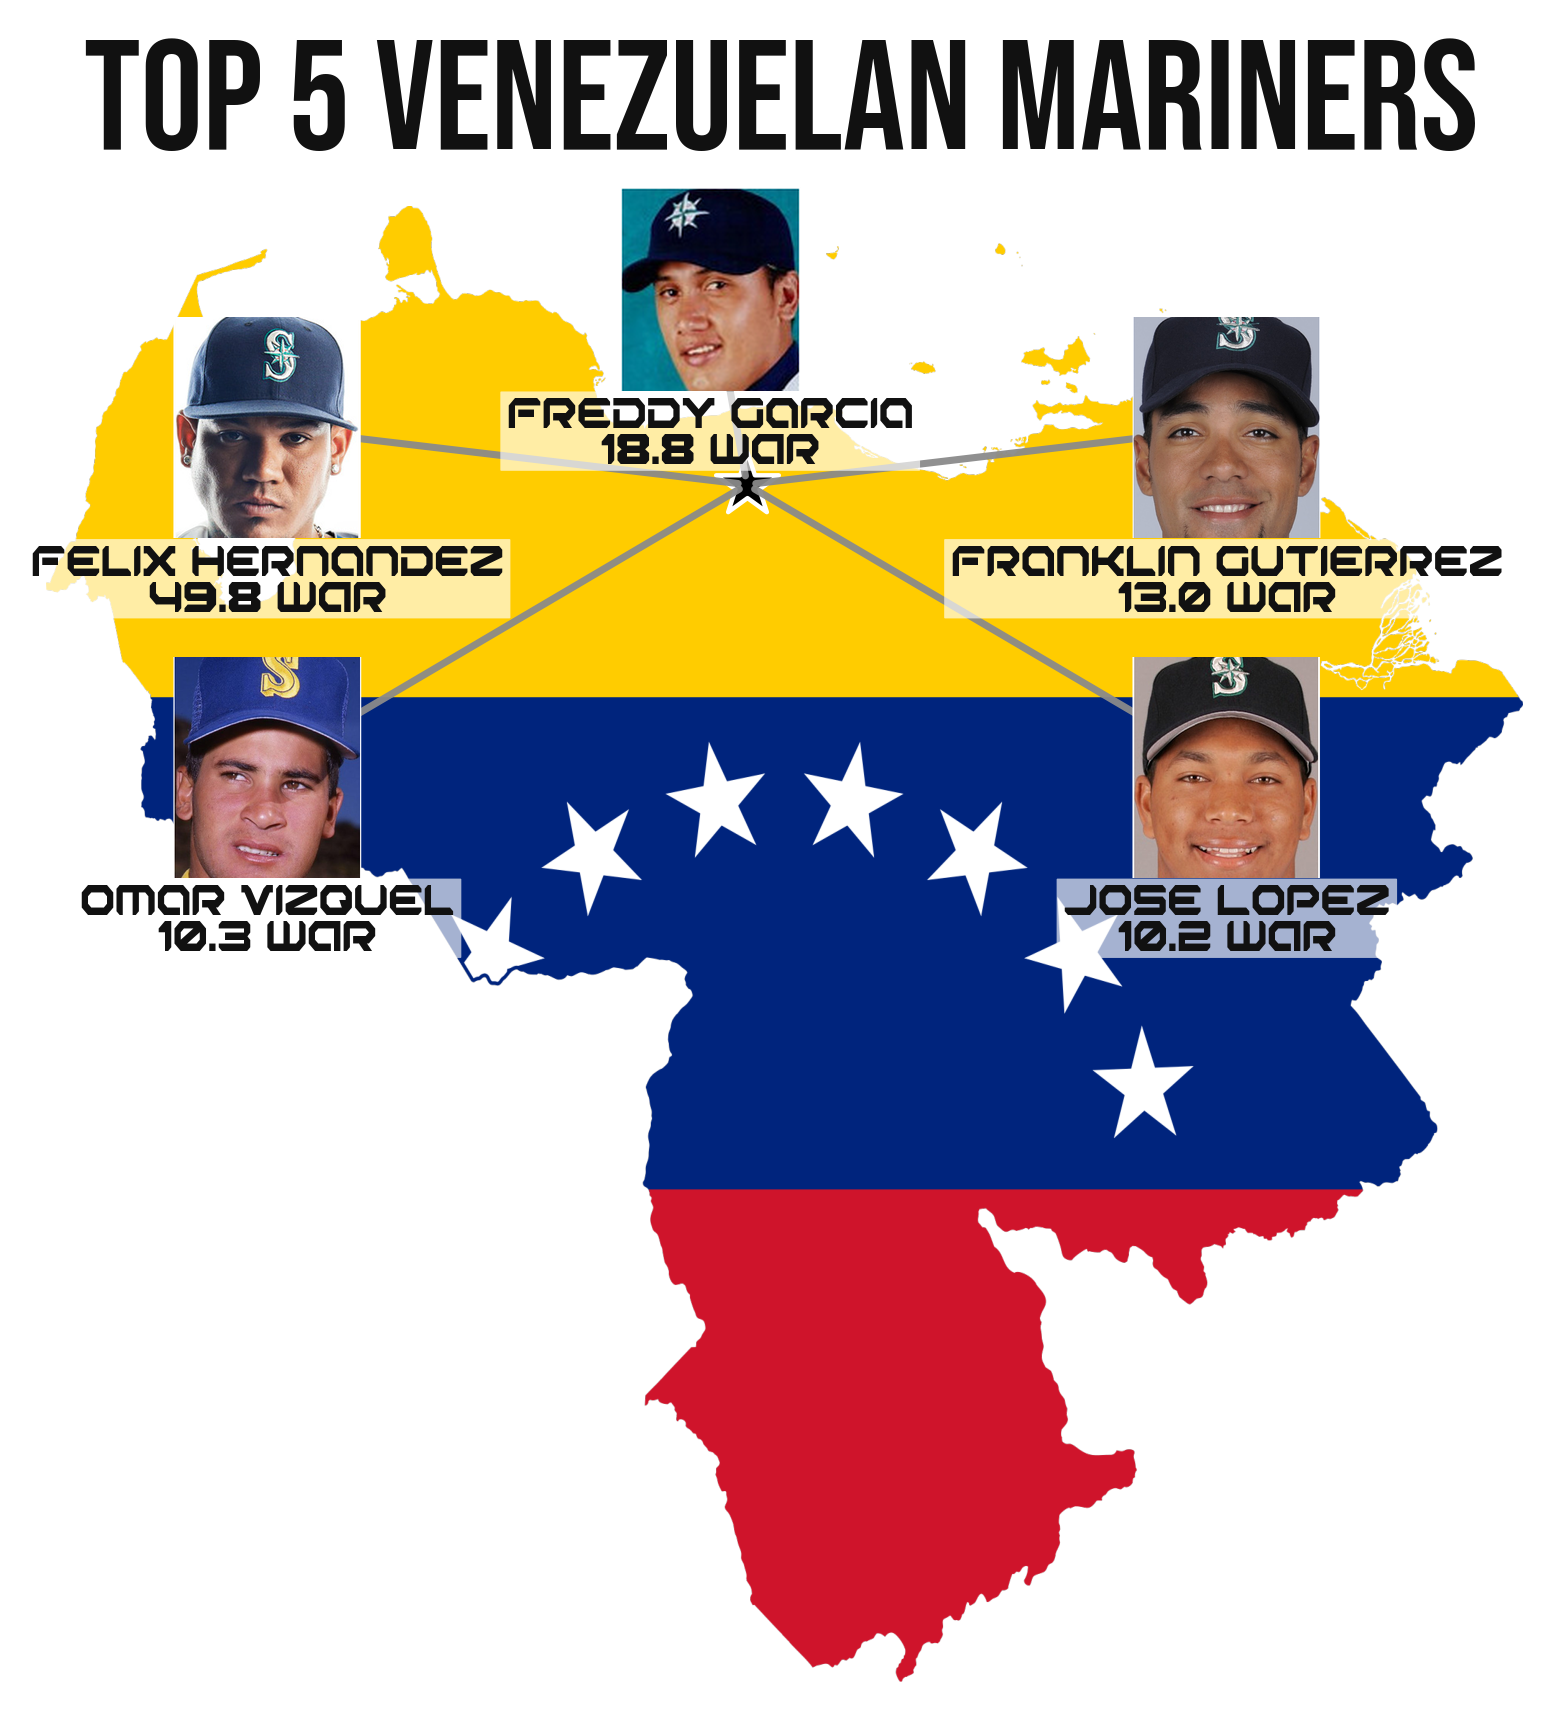 TOP 5 VENEZUELAN MARINERS
FREDDY GARCIA
18.8 WAR
FELIX HERNANDEZ
49.8 WAR
FRANKLIN GUTIERREZ
13.0 WAR
OMAR VIZQUEL
10.3 WAR
JOSE LOPEZ
10.2 WAR